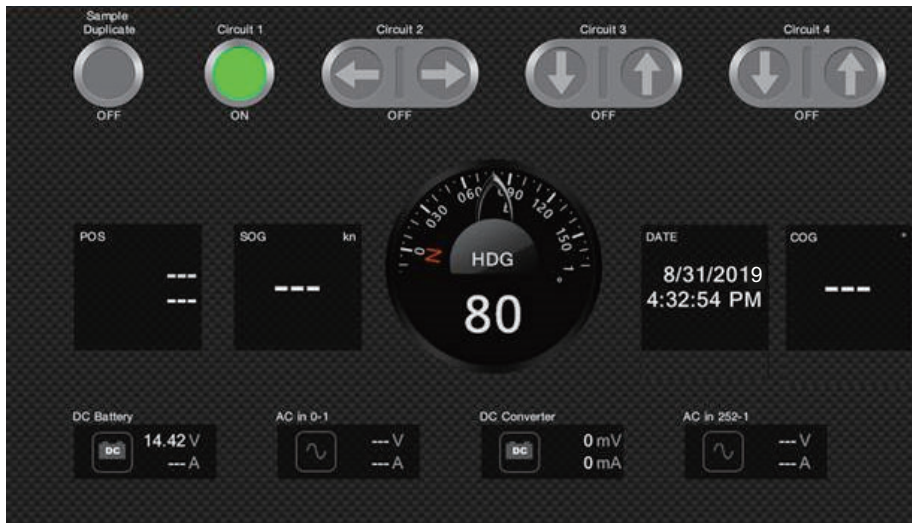 Sample
Duplicate
Circuit 1
Circuit 2
Circuit 3
Circuit 4
OFF
ON
OFF
OFF
OFF
POS
---
---
SOG kn
---
0 030 060 090 120 150 1
N
HDG
°
80
DATE
8/31/2019
4:32:54 PM
COG °
---
DC Battery
DC
14.42 V
--- A
AC in 0-1
--- V
--- A
DC Converter
DC
0 mV
0 mA
AC in 252-1
--- V
--- A